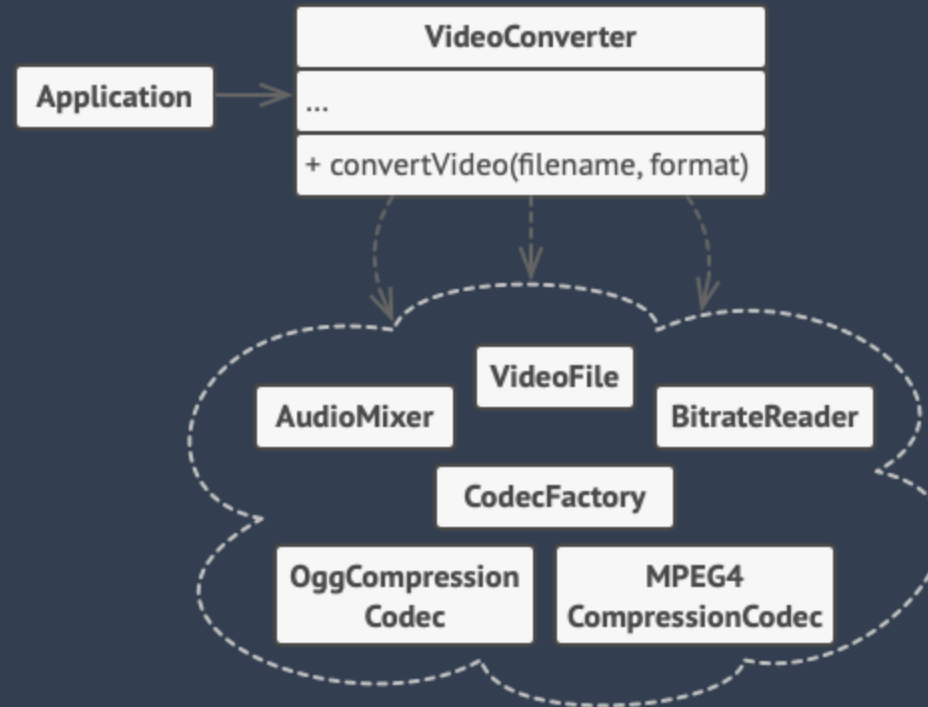 VideoConverter
Application
...
+ convertVideo(filename, format)
VideoFile
AudioMixer
BitrateReader
CodecFactory
OggCompression
Codec
MPEG4
CompressionCodec